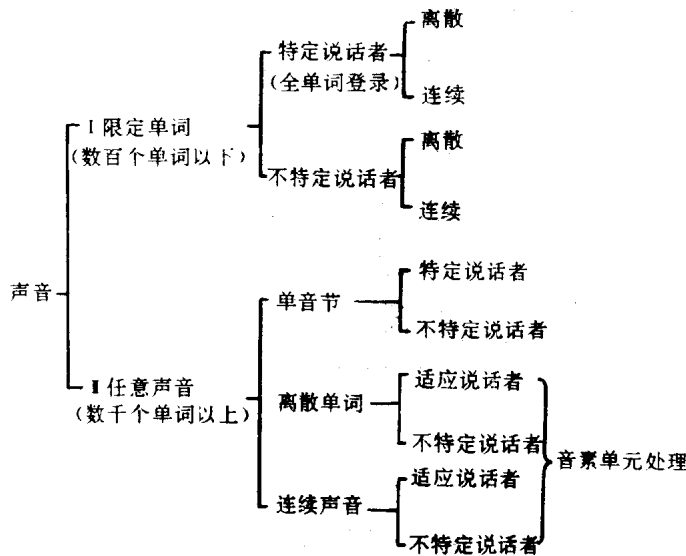 离散
特定说话者
(全单词登录)
连续
Ⅰ限定单词
(数百个单词以下)
离散
不特定说话者
连续
声音
特定说话者
单音节
不特定说话者
Ⅱ任意声音
(数千个单词以上)
适应说话者
离散单词
不特定说话者
音素单元处理
适应说话者
连续声音
不特定说话者